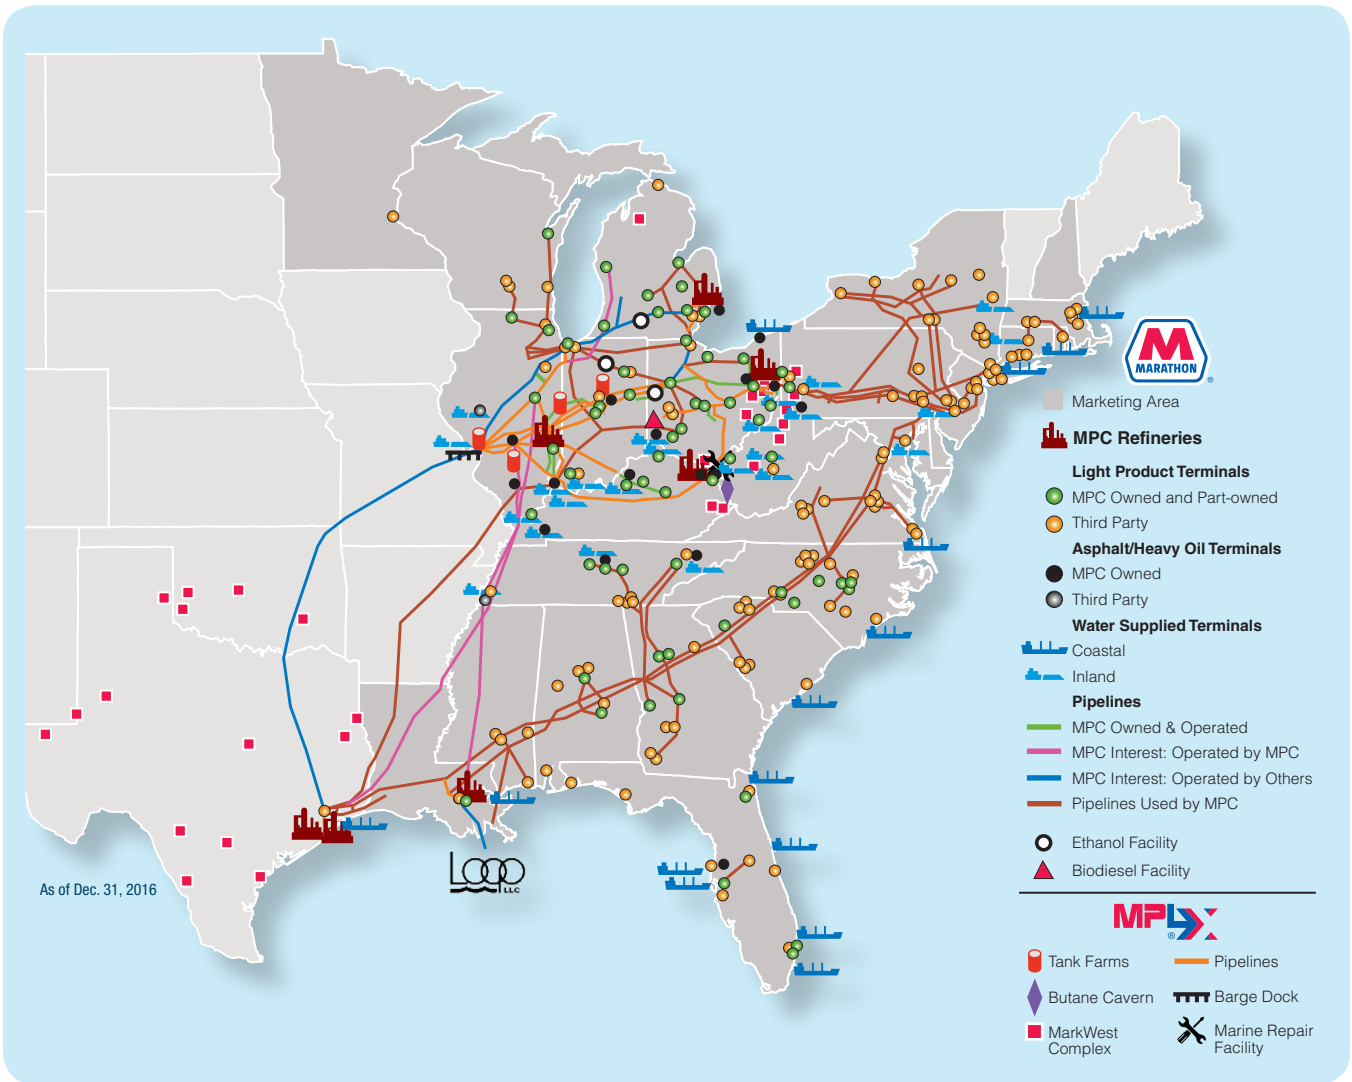 MARATHON
®
Marketing Area
MPC Refineries
Light Product Terminals
MPC Owned and Part-owned
Third Party
Asphalt/Heavy Oil Terminals
MPC Owned
Third Party
Water Supplied Terminals
Coastal
Inland
Pipelines
MPC Owned & Operated
MPC Interest: Operated by MPC
MPC Interest: Operated by Others
Pipelines Used by MPC
Ethanol Facility
Biodiesel Facility
LOOP
LLC
As of Dec. 31, 2016
MPLX
®
Tank Farms
Pipelines
Butane Cavern
Barge Dock
MarkWest
Complex
Marine Repair
Facility